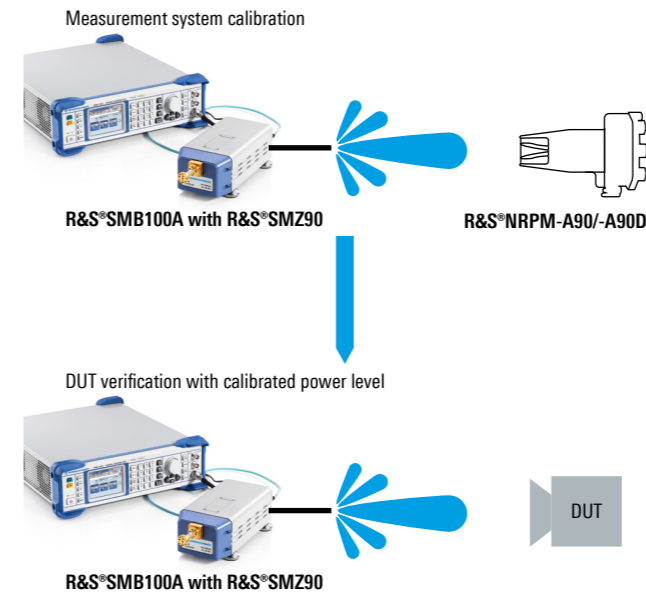 Measurement system calibration
R&S®SMB100A with R&S®SMZ90
R&S®NRPM-A90/-A90D
DUT verification with calibrated power level
DUT
R&S®SMB100A with R&S®SMZ90